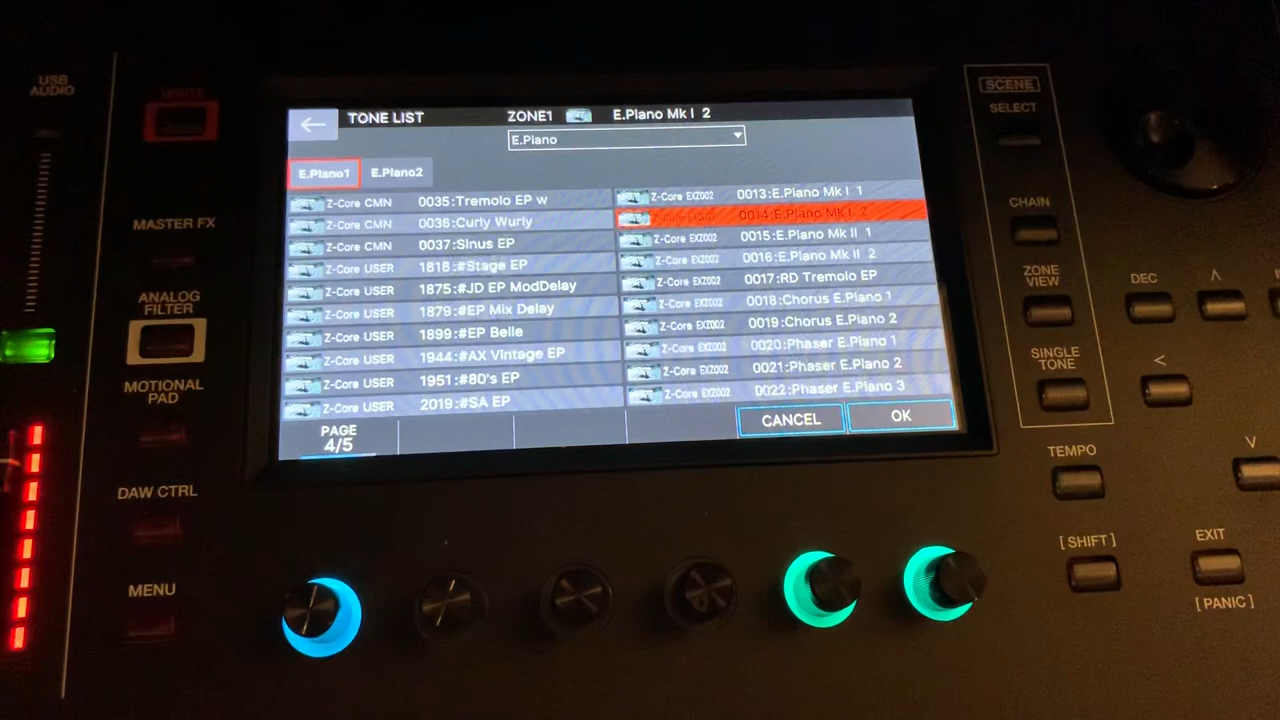 USB
AUDIO
WRITE
MASTER FX
ANALOG
FILTER
MOTIONAL
PAD
DAW CTRL
MENU
TONE LIST ZONE1 E.Piano Mk I 2
E.Piano
E.Piano1 E.Piano2
Z-Core CMN 0035:Tremolo EP w
Z-Core CMN 0036:Curly Wurly
Z-Core CMN 0037:Sinus EP
Z-Core USER 1818:#Stage EP
Z-Core USER 1875:#JD EP ModDelay
Z-Core USER 1879:#EP Mix Delay
Z-Core USER 1899:#EP Belle
Z-Core USER 1944:#AX Vintage EP
Z-Core USER 1951:#80's EP
Z-Core USER 2019:#SA EP
Z-Core EXZ002 0013:E.Piano Mk I 1
Z-Core EXZ002 0014:E.Piano Mk I 2
Z-Core EXZ002 0015:E.Piano Mk II 1
Z-Core EXZ002 0016:E.Piano Mk II 2
Z-Core EXZ002 0017:RD Tremolo EP
Z-Core EXZ002 0018:Chorus E.Piano 1
Z-Core EXZ002 0019:Chorus E.Piano 2
Z-Core EXZ002 0020:Phaser E.Piano 1
Z-Core EXZ002 0021:Phaser E.Piano 2
Z-Core EXZ002 0022:Phaser E.Piano 3
PAGE
4/5
CANCEL OK
SCENE
SELECT
CHAIN
ZONE
VIEW
SINGLE
TONE
TEMPO
[SHIFT]
DEC
EXIT
[PANIC]